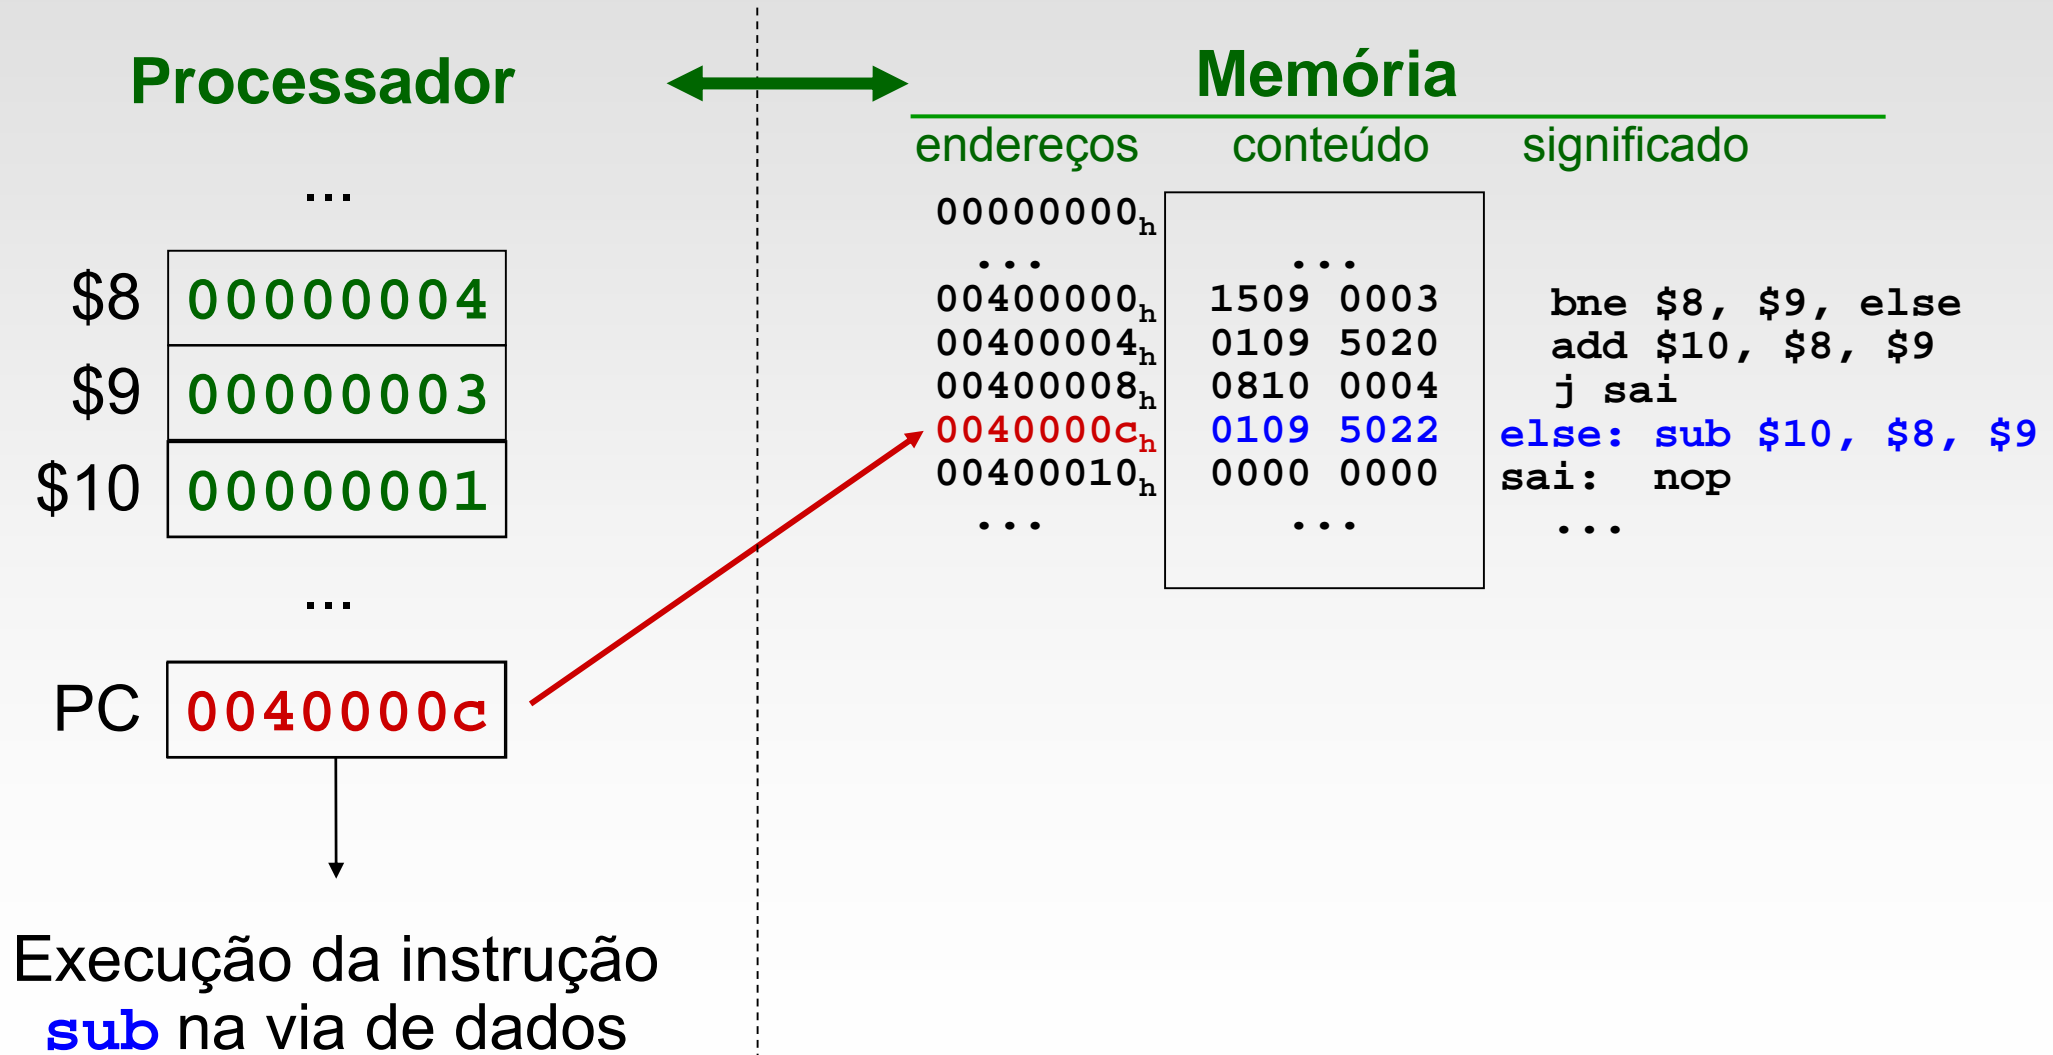 Processador
...
$8 00000004
$9 00000003
$10 00000001
...
PC 0040000c
Execução da instrução
sub na via de dados
Memória
endereços conteúdo significado
00000000h
... ...
00400000h 1509 0003 bne $8, $9, else
00400004h 0109 5020 add $10, $8, $9
00400008h 0810 0004 j sai
0040000ch 0109 5022 else: sub $10, $8, $9
00400010h 0000 0000 sai: nop
... ... ...